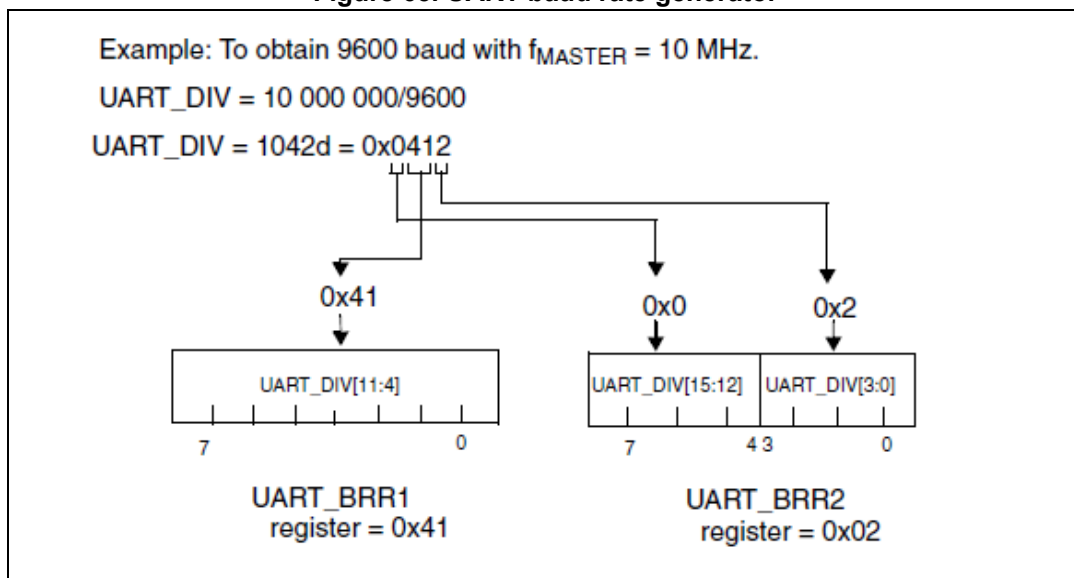 Example: To obtain 9600 baud with fMASTER = 10 MHz.
UART_DIV = 10 000 000/9600
UART_DIV = 1042d = 0x0412
0x41
0x0
0x2
UART_DIV[11:4]
UART_DIV[15:12]
UART_DIV[3:0]
7
0
7
4 3
0
UART_BRR1
register = 0x41
UART_BRR2
register = 0x02